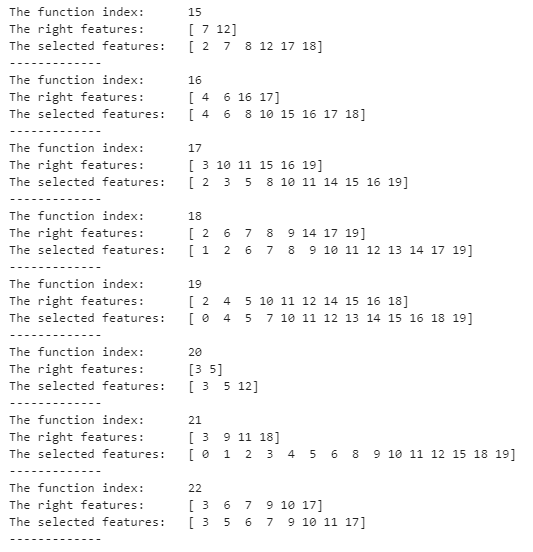 The function index:      15
The right features:      [ 7 12]
The selected features:   [ 2  7  8 12 17 18]
-------------
The function index:      16
The right features:      [ 4  6 16 17]
The selected features:   [ 4  6  8 10 15 16 17 18]
-------------
The function index:      17
The right features:      [ 3 10 11 15 16 19]
The selected features:   [ 2  3  5  8 10 11 14 15 16 19]
-------------
The function index:      18
The right features:      [ 2  6  7  8  9 14 17 19]
The selected features:   [ 1  2  6  7  8  9 10 11 12 13 14 17 19]
-------------
The function index:      19
The right features:      [ 2  4  5 10 11 12 14 15 16 18]
The selected features:   [ 0  4  5  7 10 11 12 13 14 15 16 18 19]
-------------
The function index:      20
The right features:      [3 5]
The selected features:   [ 3  5 12]
-------------
The function index:      21
The right features:      [ 3  9 11 18]
The selected features:   [ 0  1  2  3  4  5  6  8  9 10 11 12 15 18 19]
-------------
The function index:      22
The right features:      [ 3  6  7  9 10 17]
The selected features:   [ 3  5  6  7  9 10 11 17]
-------------